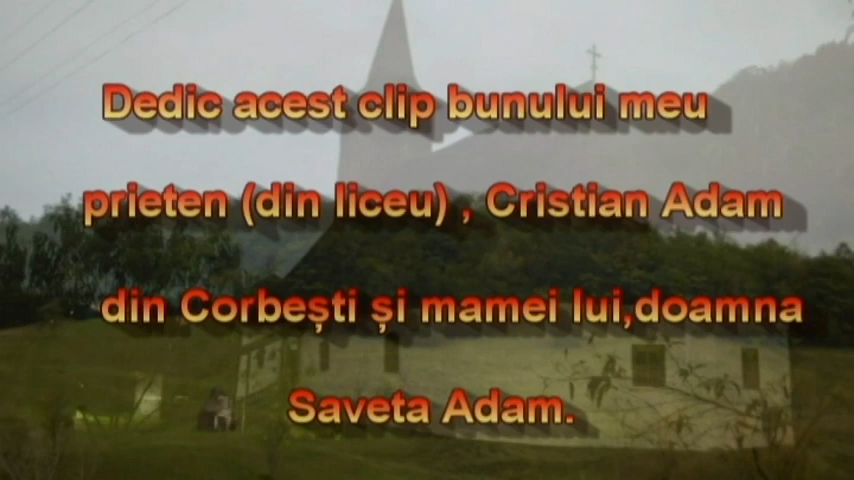 Dedic acest clip bunului meu
prieten (din liceu) , Cristian Adam
din Corbești și mamei lui,doamna
Saveta Adam.